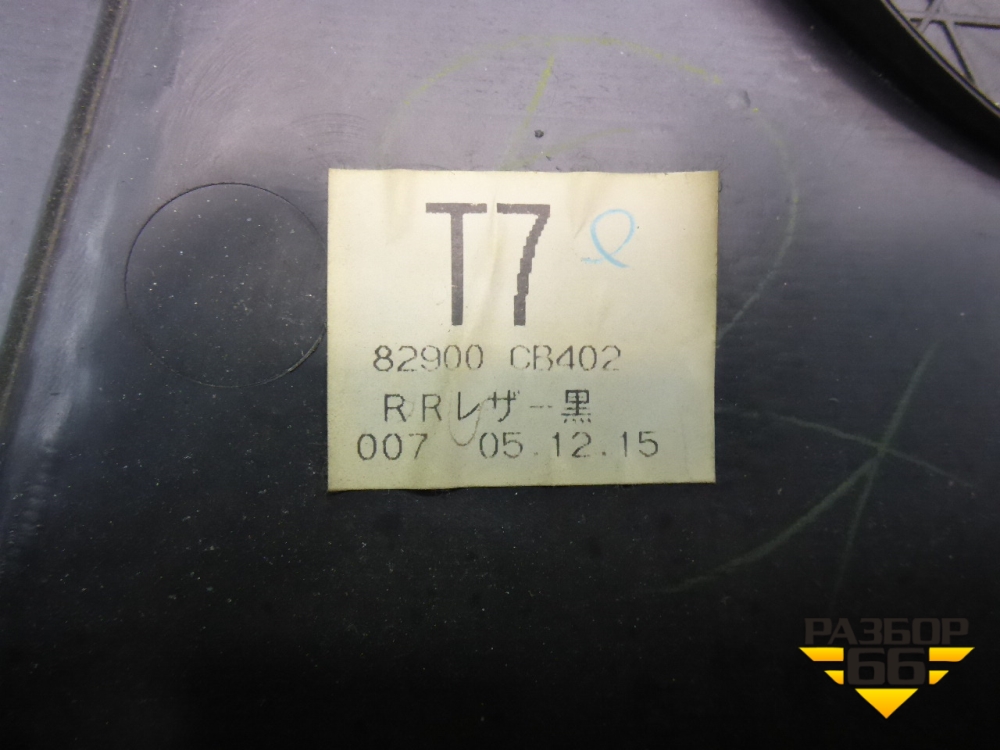 T7
82900 CB402
RRレザー黒
007 05.12.15
РАЗБОР
66